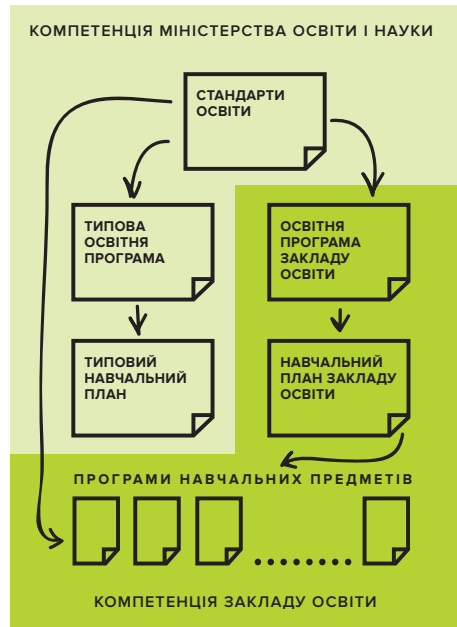 КОМПЕТЕНЦІЯ МІНІСТЕРСТВА ОСВІТИ І НАУКИ
СТАНДАРТИ
ОСВІТИ
ТИПОВА
ОСВІТНЯ
ПРОГРАМА
ОСВІТНЯ
ПРОГРАМА
ЗАКЛАДУ
ОСВІТИ
ТИПОВИЙ
НАВЧАЛЬНИЙ
ПЛАН
НАВЧАЛЬНИЙ
ПЛАН ЗАКЛАДУ
ОСВІТИ
ПРОГРАМИ НАВЧАЛЬНИХ ПРЕДМЕТІВ
КОМПЕТЕНЦІЯ ЗАКЛАДУ ОСВІТИ